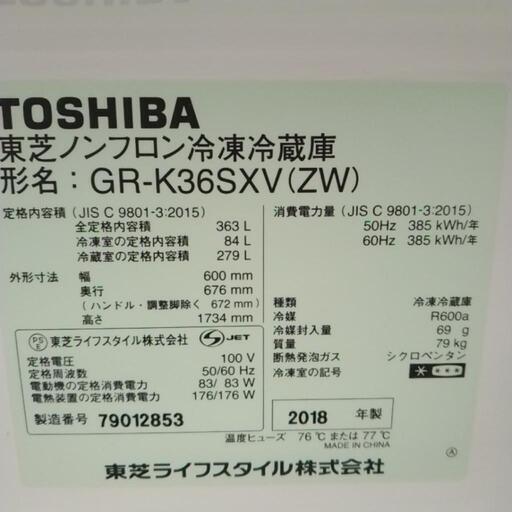 TOSHIBA
東芝ノンフロン冷凍冷蔵庫
形名：GR-K36SXV(ZW)
定格内容積 (JIS C 9801-3:2015)
全定格内容積 363 L
冷凍室の定格内容積 84 L
冷蔵室の定格内容積 279 L
外形寸法 幅 600 mm
奥行 676 mm
(ハンドル・調整脚除く 672 mm)
高さ 1734 mm
消費電力量 (JIS C 9801-3:2015)
50Hz 385 kWh/年
60Hz 385 kWh/年
種類 冷凍冷蔵庫
冷媒 R600a
冷媒封入量 69 g
質量 79 kg
断熱発泡ガス シクロペンタン
冷凍室の記号
PS E 東芝ライフスタイル株式会社 JET
定格電圧 100 V
定格周波数 50/60 Hz
電動機の定格消費電力 83/ 83 W
電熱装置の定格消費電力 176/176 W
製造番号 79012853
2018 年製
温度ヒューズ 76 ℃ または 77 ℃
MADE IN CHINA
東芝ライフスタイル株式会社
Ⓐ